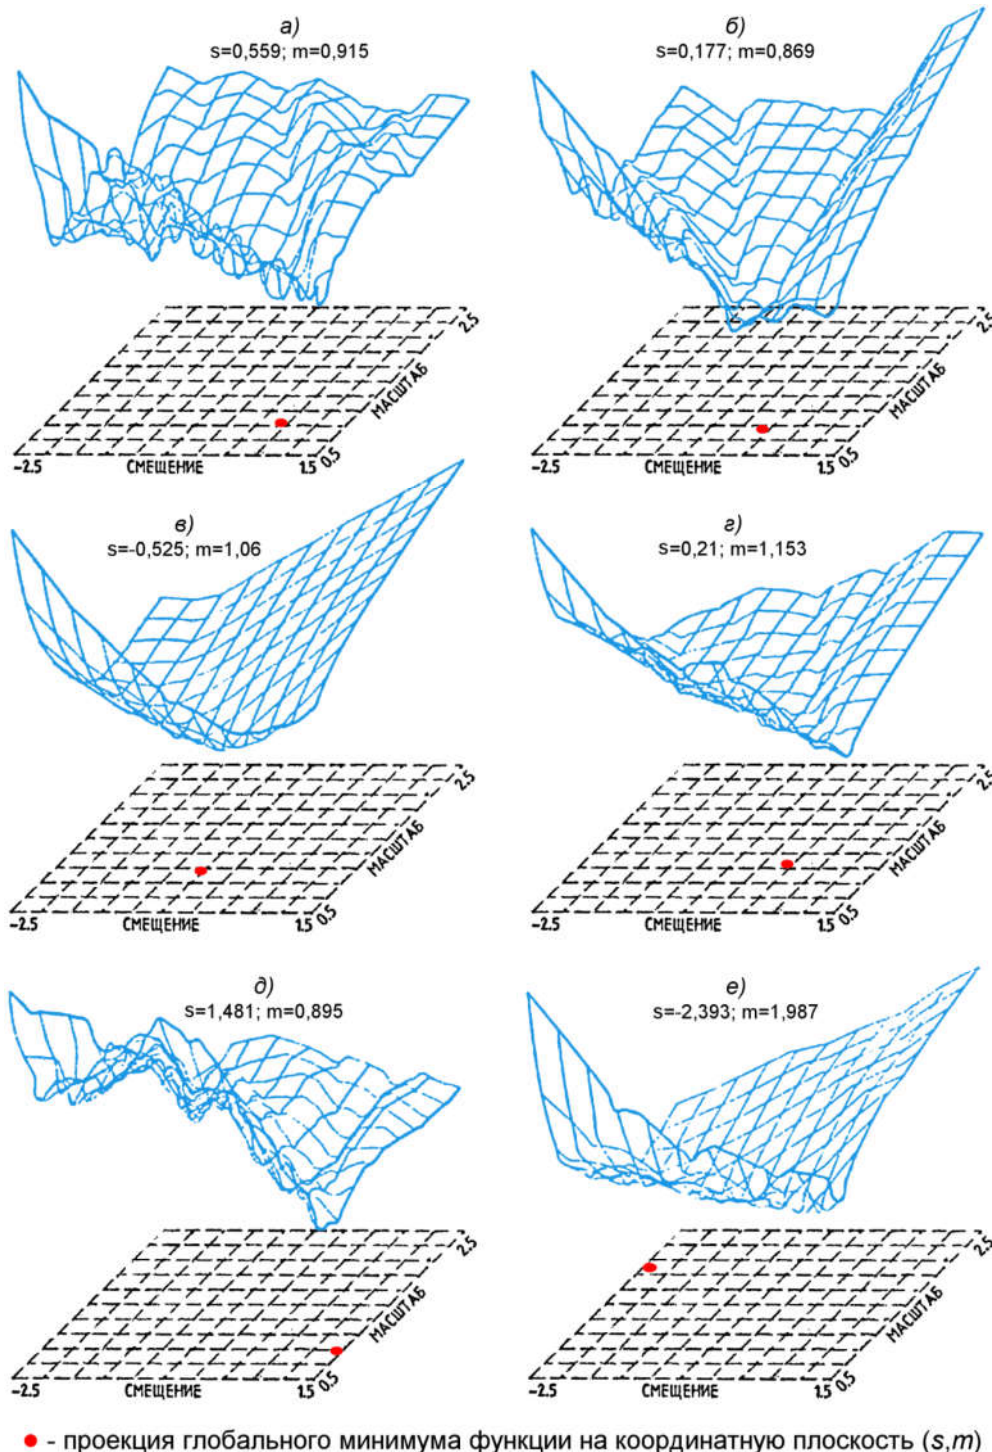 а)
s=0,559; m=0,915
2.5
МАСШТАБ
-2.5 СМЕЩЕНИЕ 1.5 0.5
б)
s=0,177; m=0,869
2.5
МАСШТАБ
-2.5 СМЕЩЕНИЕ 1.5 0.5
в)
s=-0,525; m=1,06
2.5
МАСШТАБ
-2.5 СМЕЩЕНИЕ 1.5 0.5
г)
s=0,21; m=1,153
2.5
МАСШТАБ
-2.5 СМЕЩЕНИЕ 1.5 0.5
д)
s=1,481; m=0,895
2.5
МАСШТАБ
-2.5 СМЕЩЕНИЕ 1.5 0.5
е)
s=-2,393; m=1,987
2.5
МАСШТАБ
-2.5 СМЕЩЕНИЕ 1.5 0.5
- проекция глобального минимума функции на координатную плоскость (s,m)